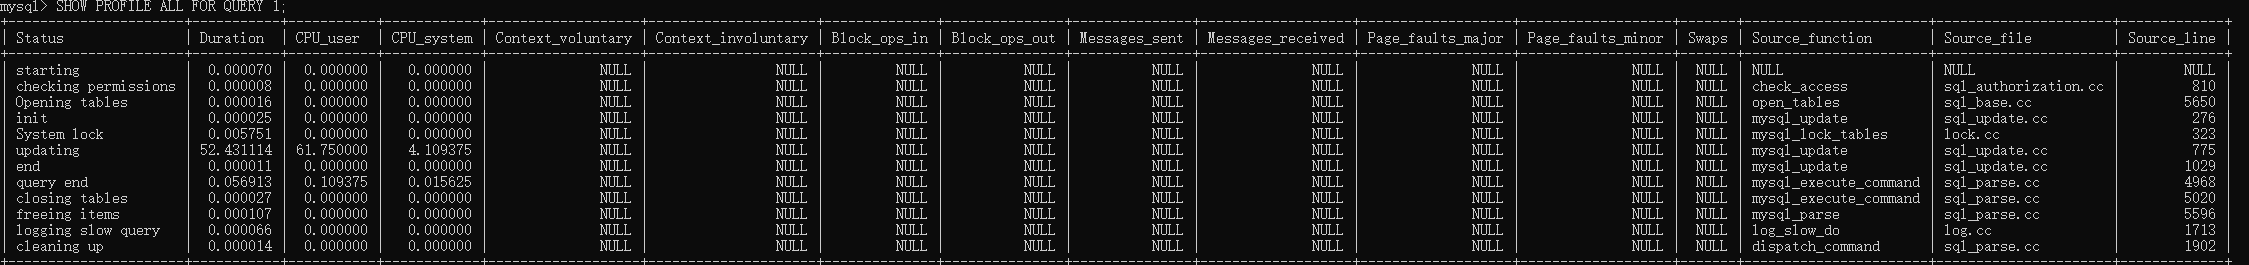 mysql> SHOW PROFILE ALL FOR QUERY 1;
+----------------------+-----------+-----------+------------+-------------------+---------------------+--------------+---------------+---------------+-------------------+-------------------+-------------------+-------+-----------------------+----------------------+-------------+
| Status               | Duration  | CPU_user  | CPU_system | Context_voluntary | Context_involuntary | Block_ops_in | Block_ops_out | Messages_sent | Messages_received | Page_faults_major | Page_faults_minor | Swaps | Source_function       | Source_file          | Source_line |
+----------------------+-----------+-----------+------------+-------------------+---------------------+--------------+---------------+---------------+-------------------+-------------------+-------------------+-------+-----------------------+----------------------+-------------+
| starting             |  0.000070 |  0.000000 |   0.000000 |              NULL |                NULL |         NULL |          NULL |          NULL |              NULL |              NULL |              NULL |  NULL | NULL                  | NULL                 |        NULL |
| checking permissions |  0.000008 |  0.000000 |   0.000000 |              NULL |                NULL |         NULL |          NULL |          NULL |              NULL |              NULL |              NULL |  NULL | check_access          | sql_authorization.cc |         810 |
| Opening tables       |  0.000016 |  0.000000 |   0.000000 |              NULL |                NULL |         NULL |          NULL |          NULL |              NULL |              NULL |              NULL |  NULL | open_tables           | sql_base.cc          |        5650 |
| init                 |  0.000025 |  0.000000 |   0.000000 |              NULL |                NULL |         NULL |          NULL |          NULL |              NULL |              NULL |              NULL |  NULL | mysql_update          | sql_update.cc        |         276 |
| System lock          |  0.005751 |  0.000000 |   0.000000 |              NULL |                NULL |         NULL |          NULL |          NULL |              NULL |              NULL |              NULL |  NULL | mysql_lock_tables     | lock.cc              |         323 |
| updating             | 52.431114 | 61.750000 |   4.109375 |              NULL |                NULL |         NULL |          NULL |          NULL |              NULL |              NULL |              NULL |  NULL | mysql_update          | sql_update.cc        |         775 |
| end                  |  0.000011 |  0.000000 |   0.000000 |              NULL |                NULL |         NULL |          NULL |          NULL |              NULL |              NULL |              NULL |  NULL | mysql_update          | sql_update.cc        |        1029 |
| query end            |  0.056913 |  0.109375 |   0.015625 |              NULL |                NULL |         NULL |          NULL |          NULL |              NULL |              NULL |              NULL |  NULL | mysql_execute_command | sql_parse.cc         |        4968 |
| closing tables       |  0.000027 |  0.000000 |   0.000000 |              NULL |                NULL |         NULL |          NULL |          NULL |              NULL |              NULL |              NULL |  NULL | mysql_execute_command | sql_parse.cc         |        5020 |
| freeing items        |  0.000107 |  0.000000 |   0.000000 |              NULL |                NULL |         NULL |          NULL |          NULL |              NULL |              NULL |              NULL |  NULL | mysql_parse           | sql_parse.cc         |        5596 |
| logging slow query   |  0.000066 |  0.000000 |   0.000000 |              NULL |                NULL |         NULL |          NULL |          NULL |              NULL |              NULL |              NULL |  NULL | log_slow_do           | log.cc               |        1713 |
| cleaning up          |  0.000014 |  0.000000 |   0.000000 |              NULL |                NULL |         NULL |          NULL |          NULL |              NULL |              NULL |              NULL |  NULL | dispatch_command      | sql_parse.cc         |        1902 |
+----------------------+-----------+-----------+------------+-------------------+---------------------+--------------+---------------+---------------+-------------------+-------------------+-------------------+-------+-----------------------+----------------------+-------------+